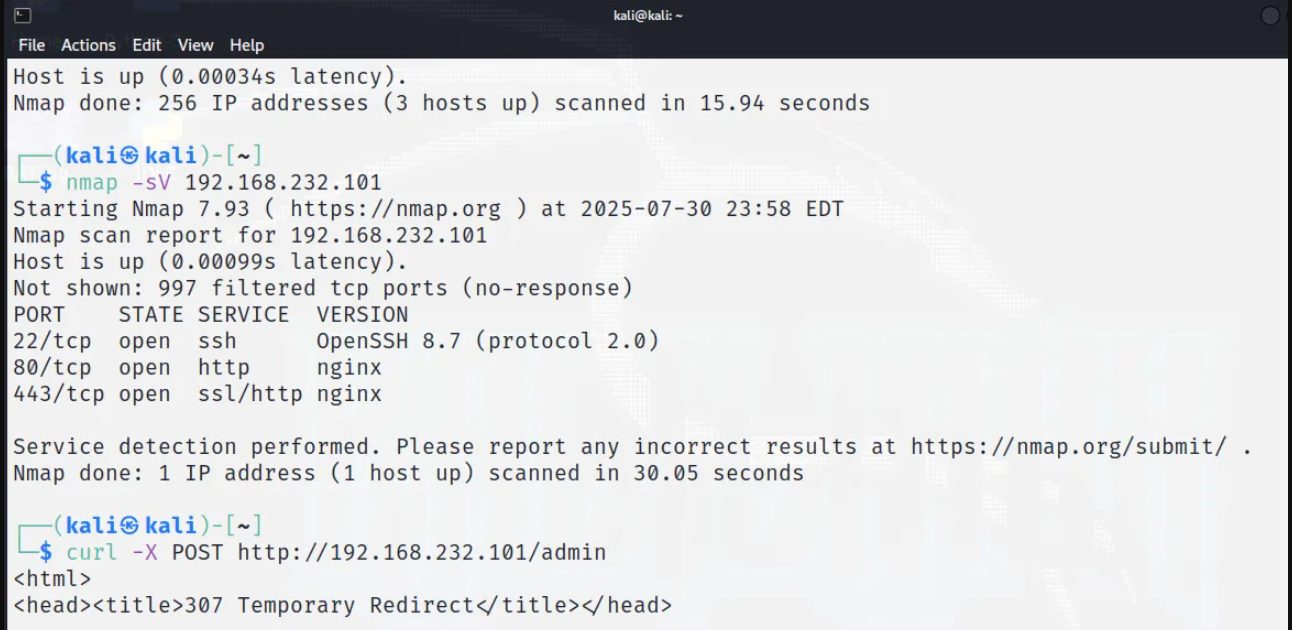 kali@kali: ~
File Actions Edit View Help
Host is up (0.00034s latency).
Nmap done: 256 IP addresses (3 hosts up) scanned in 15.94 seconds
┌──(kali㉿kali)-[~]
└─$ nmap -sV 192.168.232.101
Starting Nmap 7.93 ( https://nmap.org ) at 2025-07-30 23:58 EDT
Nmap scan report for 192.168.232.101
Host is up (0.00099s latency).
Not shown: 997 filtered tcp ports (no-response)
PORT    STATE SERVICE  VERSION
22/tcp  open  ssh      OpenSSH 8.7 (protocol 2.0)
80/tcp  open  http     nginx
443/tcp open  ssl/http nginx
Service detection performed. Please report any incorrect results at https://nmap.org/submit/ .
Nmap done: 1 IP address (1 host up) scanned in 30.05 seconds
┌──(kali㉿kali)-[~]
└─$ curl -X POST http://192.168.232.101/admin
<html>
<head><title>307 Temporary Redirect</title></head>